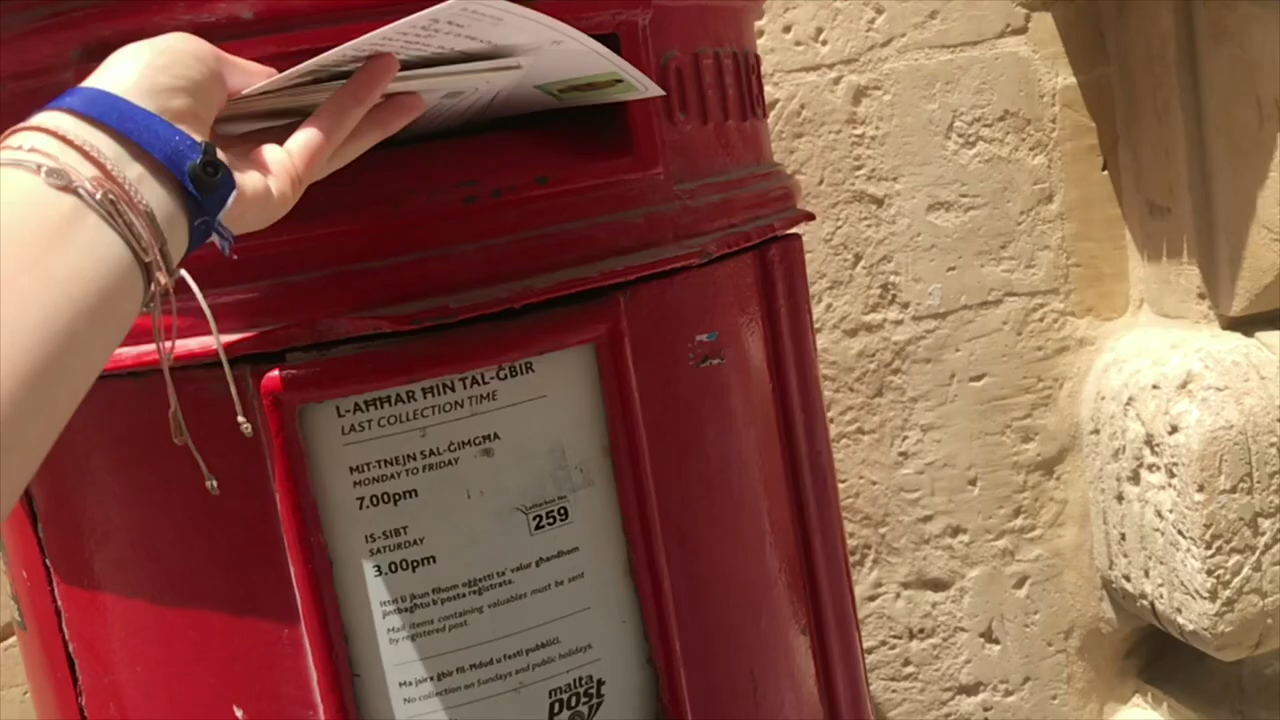 L-AĦĦAR ĦIN TAL-ĠBIR
LAST COLLECTION TIME
MIT-TNEJN SAL-ĠIMGĦA
MONDAY TO FRIDAY
7.00pm
Letterbox No.
259
IS-SIBT
SATURDAY
3.00pm
Ittri li jkun fihom oġġetti ta' valur għandhom
jintbagħtu b'posta reġistrata.
Mail items containing valuables must be sent
by registered post.
Ma jsirx ġbir fil-Ħdud u festi pubbliċi.
No collection on Sundays and public holidays.
malta
post